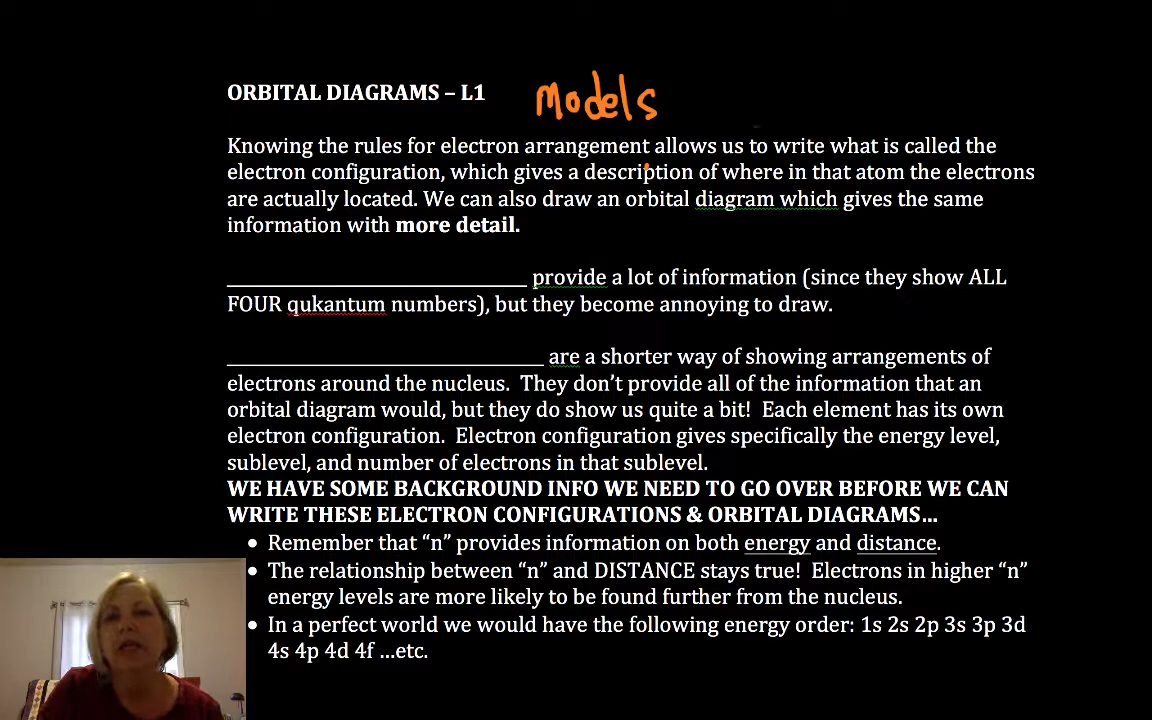 ORBITAL DIAGRAMS – L1 Models
Knowing the rules for electron arrangement allows us to write what is called the
electron configuration, which gives a description of where in that atom the electrons
are actually located. We can also draw an orbital diagram which gives the same
information with more detail.
______________________________ provide a lot of information (since they show ALL
FOUR qukantum numbers), but they become annoying to draw.
________________________________ are a shorter way of showing arrangements of
electrons around the nucleus. They don’t provide all of the information that an
orbital diagram would, but they do show us quite a bit! Each element has its own
electron configuration. Electron configuration gives specifically the energy level,
sublevel, and number of electrons in that sublevel.
WE HAVE SOME BACKGROUND INFO WE NEED TO GO OVER BEFORE WE CAN
WRITE THESE ELECTRON CONFIGURATIONS & ORBITAL DIAGRAMS…
• Remember that “n” provides information on both energy and distance.
• The relationship between “n” and DISTANCE stays true! Electrons in higher “n”
energy levels are more likely to be found further from the nucleus.
• In a perfect world we would have the following energy order: 1s 2s 2p 3s 3p 3d
4s 4p 4d 4f …etc.